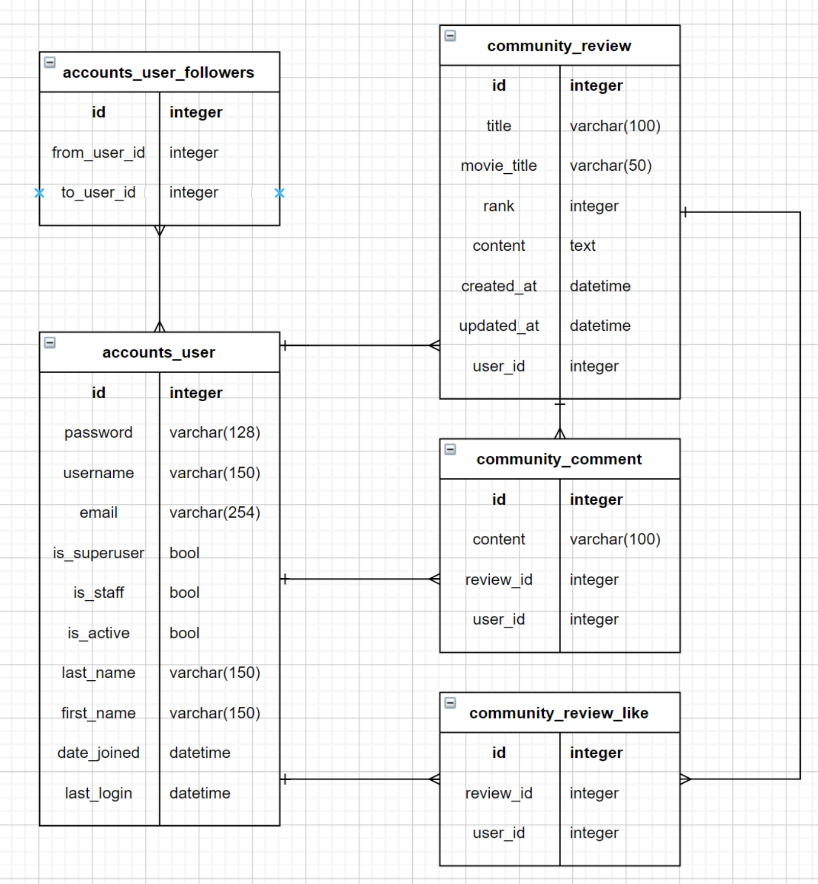 accounts_user_followers
id integer
from_user_id integer
to_user_id integer
community_review
id integer
title varchar(100)
movie_title varchar(50)
rank integer
content text
created_at datetime
updated_at datetime
user_id integer
accounts_user
id integer
password varchar(128)
username varchar(150)
email varchar(254)
is_superuser bool
is_staff bool
is_active bool
last_name varchar(150)
first_name varchar(150)
date_joined datetime
last_login datetime
community_comment
id integer
content varchar(100)
review_id integer
user_id integer
community_review_like
id integer
review_id integer
user_id integer